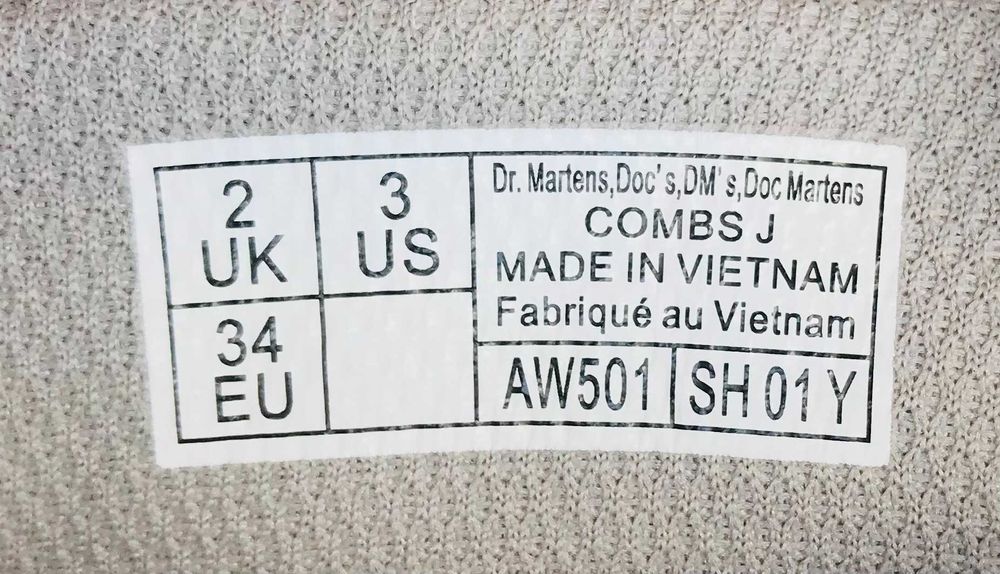 2
UK
3
US
34
EU
Dr. Martens,Doc's,DM's,Doc Martens
COMBS J
MADE IN VIETNAM
Fabriqué au Vietnam
AW501
SH 01 Y